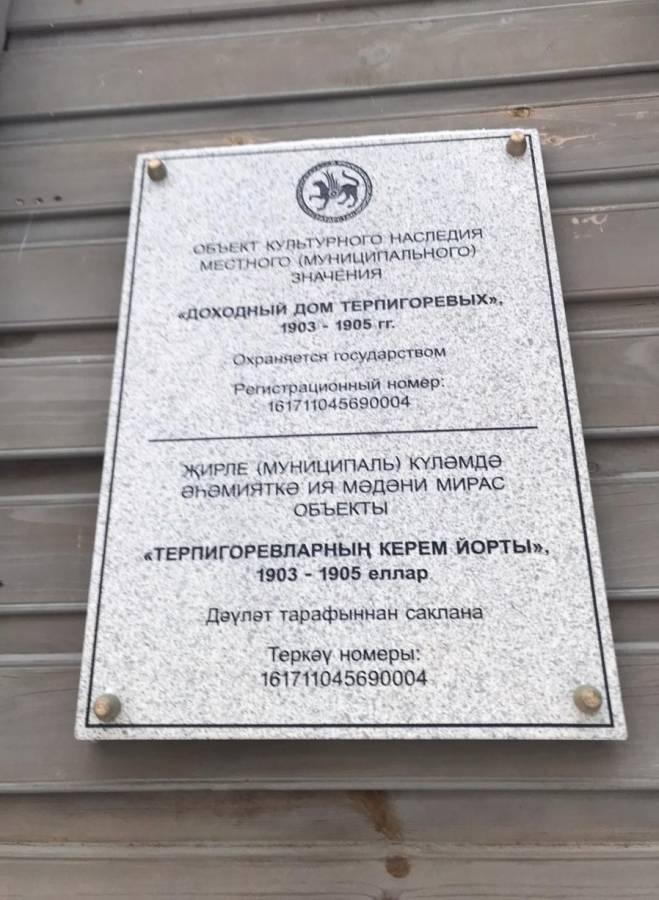 ОБЪЕКТ КУЛЬТУРНОГО НАСЛЕДИЯ
МЕСТНОГО (МУНИЦИПАЛЬНОГО)
ЗНАЧЕНИЯ
«ДОХОДНЫЙ ДОМ ТЕРПИГОРЕВЫХ»,
1903 - 1905 гг.
Охраняется государством
Регистрационный номер:
161711045690004
ҖИРЛЕ (МУНИЦИПАЛЬ) КҮЛӘМДӘ
ӘҺӘМИЯТКӘ ИЯ МӘДӘНИ МИРАС
ОБЪЕКТЫ
«ТЕРПИГОРЕВЛАРНЫҢ КЕРЕМ ЙОРТЫ»,
1903 - 1905 еллар
Дәүләт тарафыннан саклана
Теркәү номеры:
161711045690004